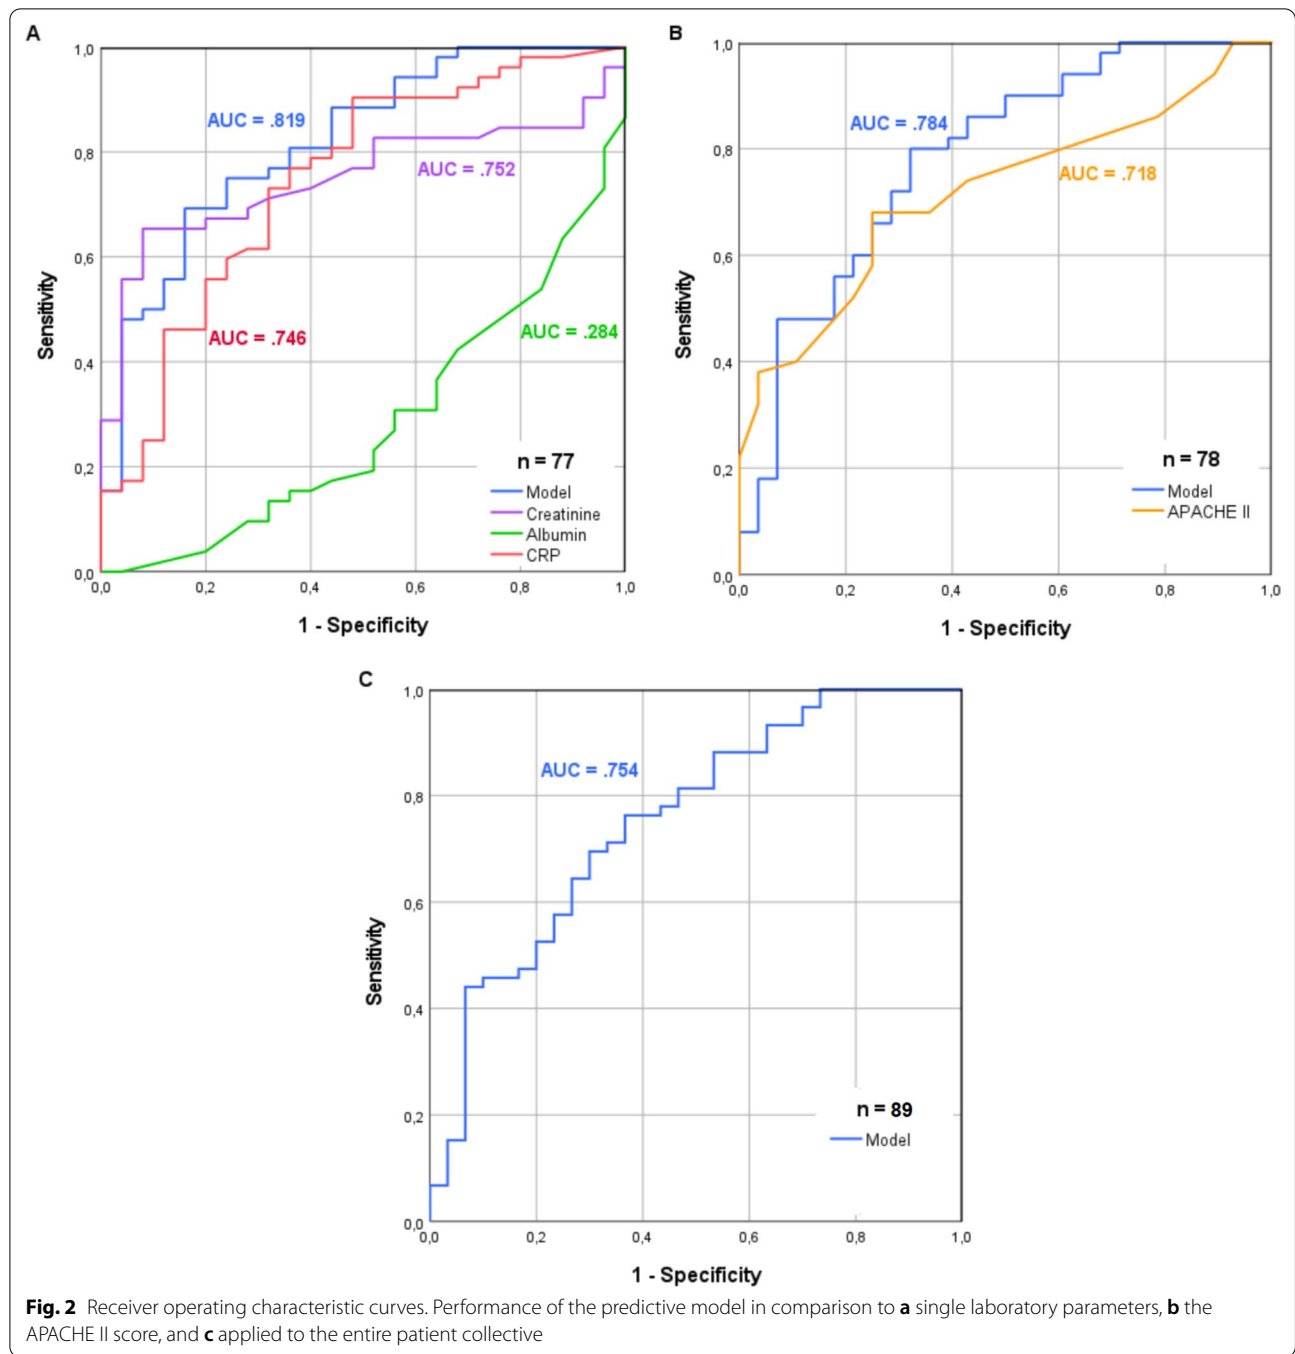 A
1,0
0,8
0,6
0,4
0,2
0,0
0,0 0,2 0,4 0,6 0,8 1,0
Sensitivity
1 - Specificity
AUC = .819
AUC = .752
AUC = .746
AUC = .284
n = 77
Model
Creatinine
Albumin
CRP
B
1,0
0,8
0,6
0,4
0,2
0,0
0,0 0,2 0,4 0,6 0,8 1,0
Sensitivity
1 - Specificity
AUC = .784
AUC = .718
n = 78
Model
APACHE II
C
1,0
0,8
0,6
0,4
0,2
0,0
0,0 0,2 0,4 0,6 0,8 1,0
Sensitivity
1 - Specificity
AUC = .754
n = 89
Model
Fig. 2 Receiver operating characteristic curves. Performance of the predictive model in comparison to a single laboratory parameters, b the
APACHE II score, and c applied to the entire patient collective